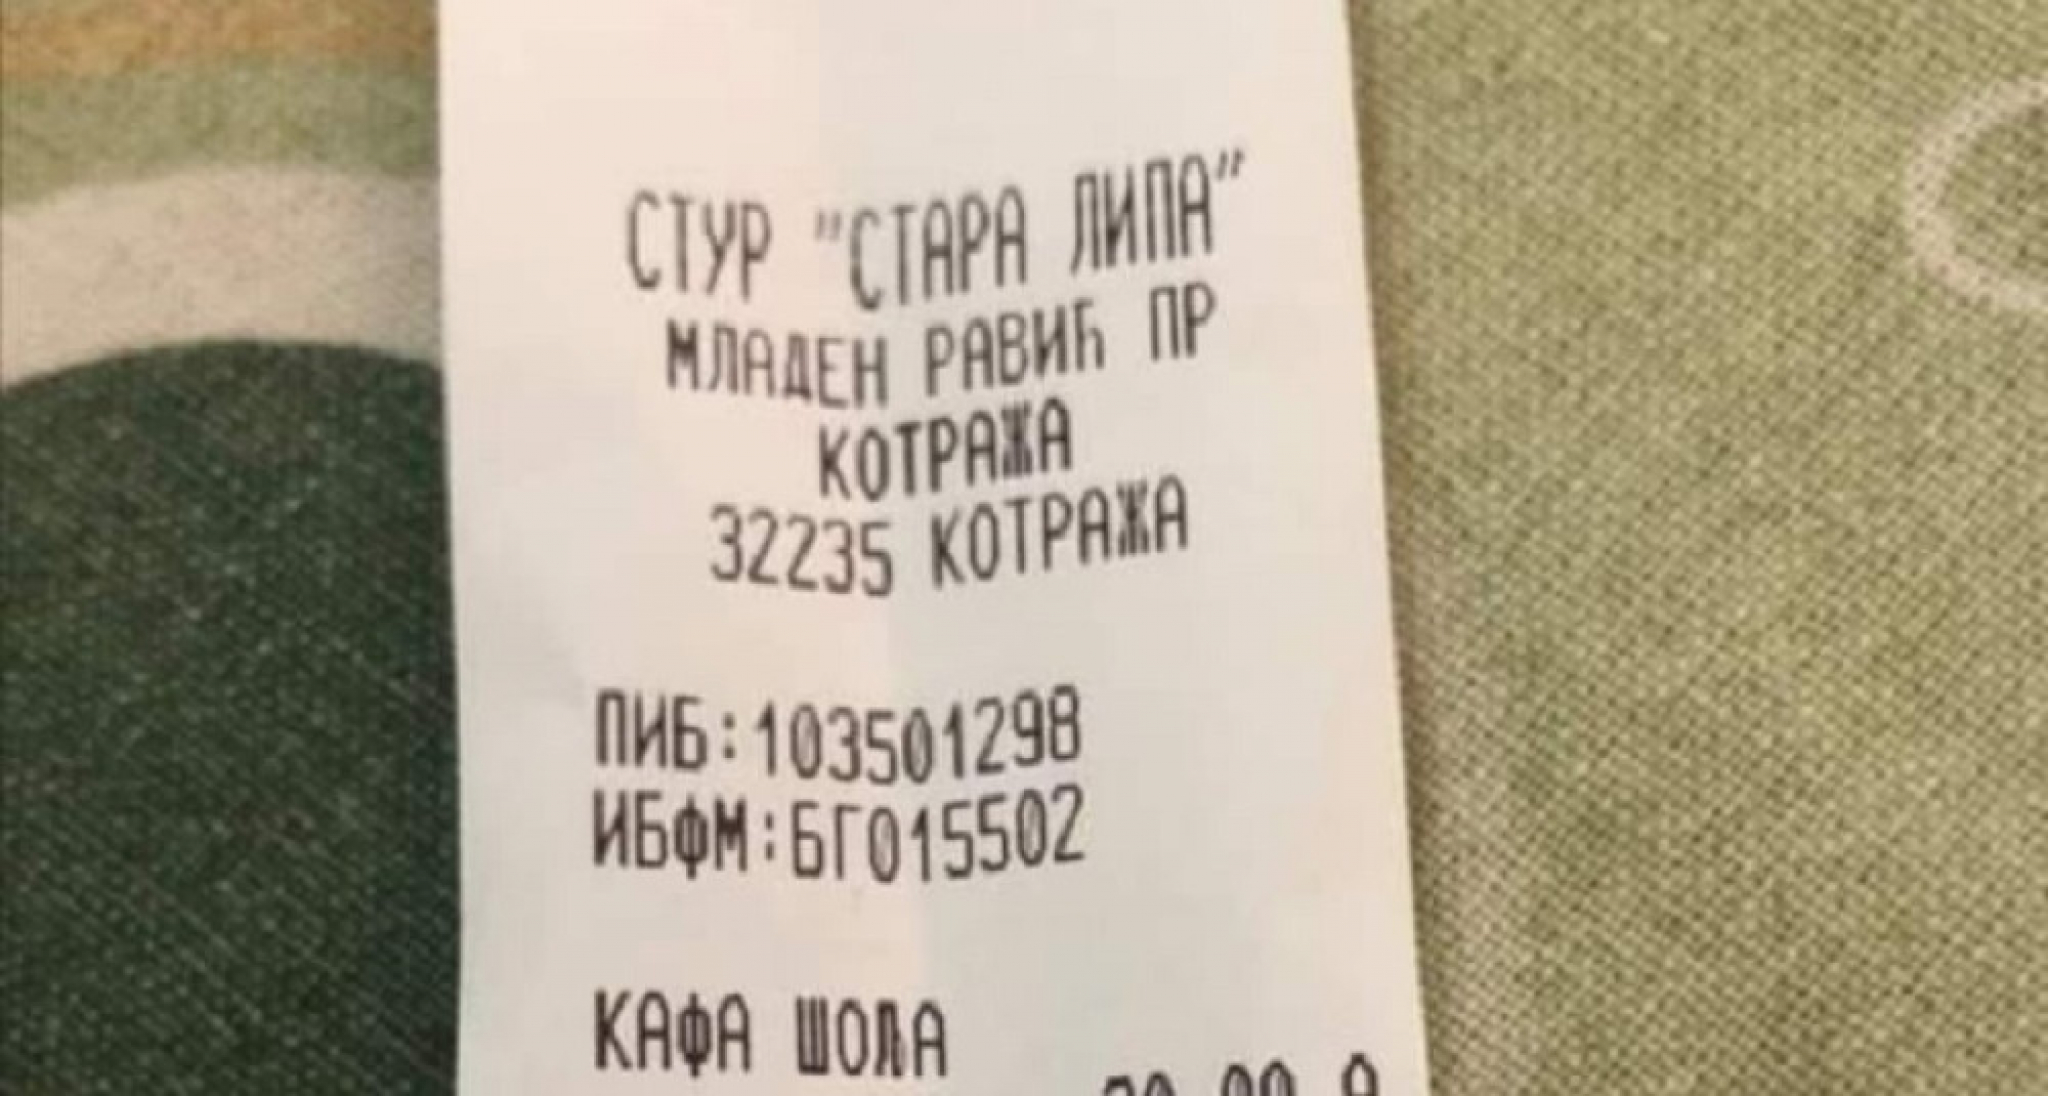 СТУР "СТАРА ЛИПА"
МЛАДЕН РАВИЋ ПР
КОТРАЖА
32235 КОТРАЖА
ПИБ:103501298
ИБФМ:БГ015502
КАФА ШОЉА